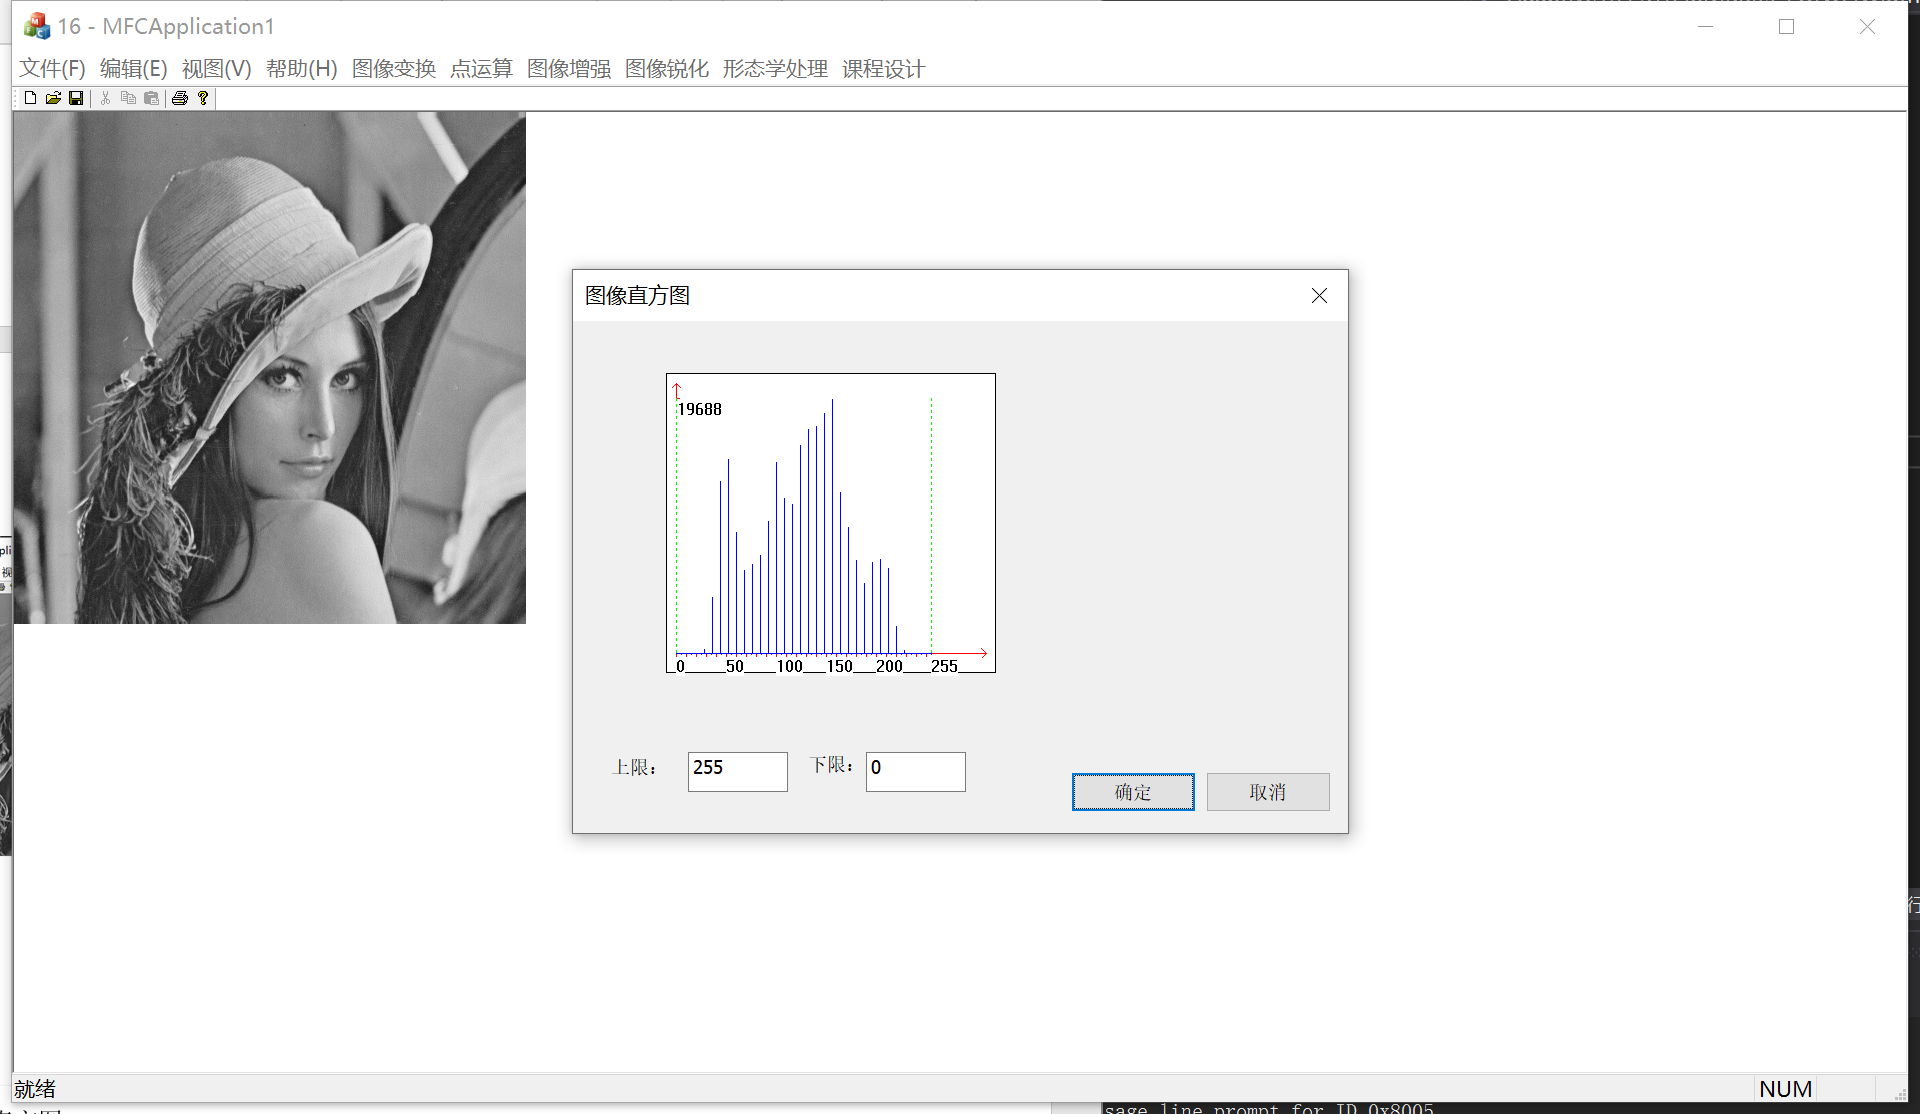 16 - MFCApplication1
文件(F) 编辑(E) 视图(V) 帮助(H) 图像变换 点运算 图像增强 图像锐化 形态学处理 课程设计
图像直方图
19688
0 50 100 150 200 255
上限： 255 下限： 0
确定 取消
行
pli
视
就绪 NUM
sage line prompt for ID 0x8005